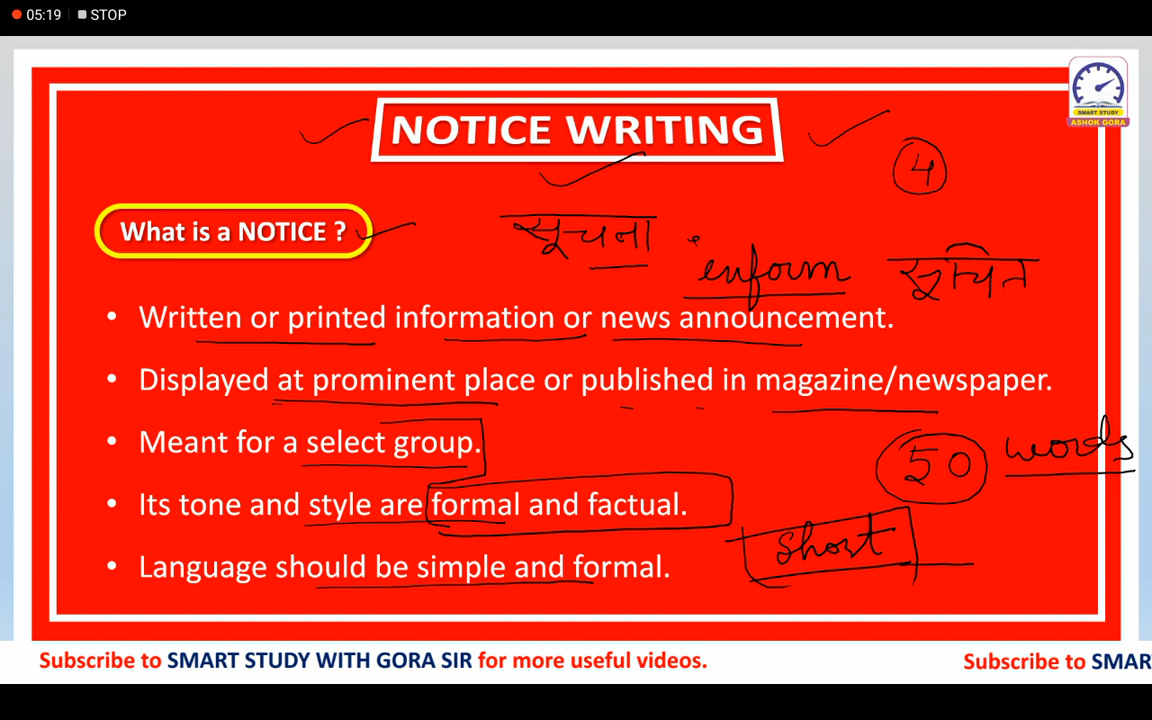 05:19 STOP
SMART STUDY
ASHOK GORA
NOTICE WRITING
4
What is a NOTICE ?
सूचना
inform
सूचित
• Written or printed information or news announcement.
• Displayed at prominent place or published in magazine/newspaper.
• Meant for a select group.
50 words
• Its tone and style are formal and factual.
short
• Language should be simple and formal.
Subscribe to SMART STUDY WITH GORA SIR for more useful videos. Subscribe to SMAR